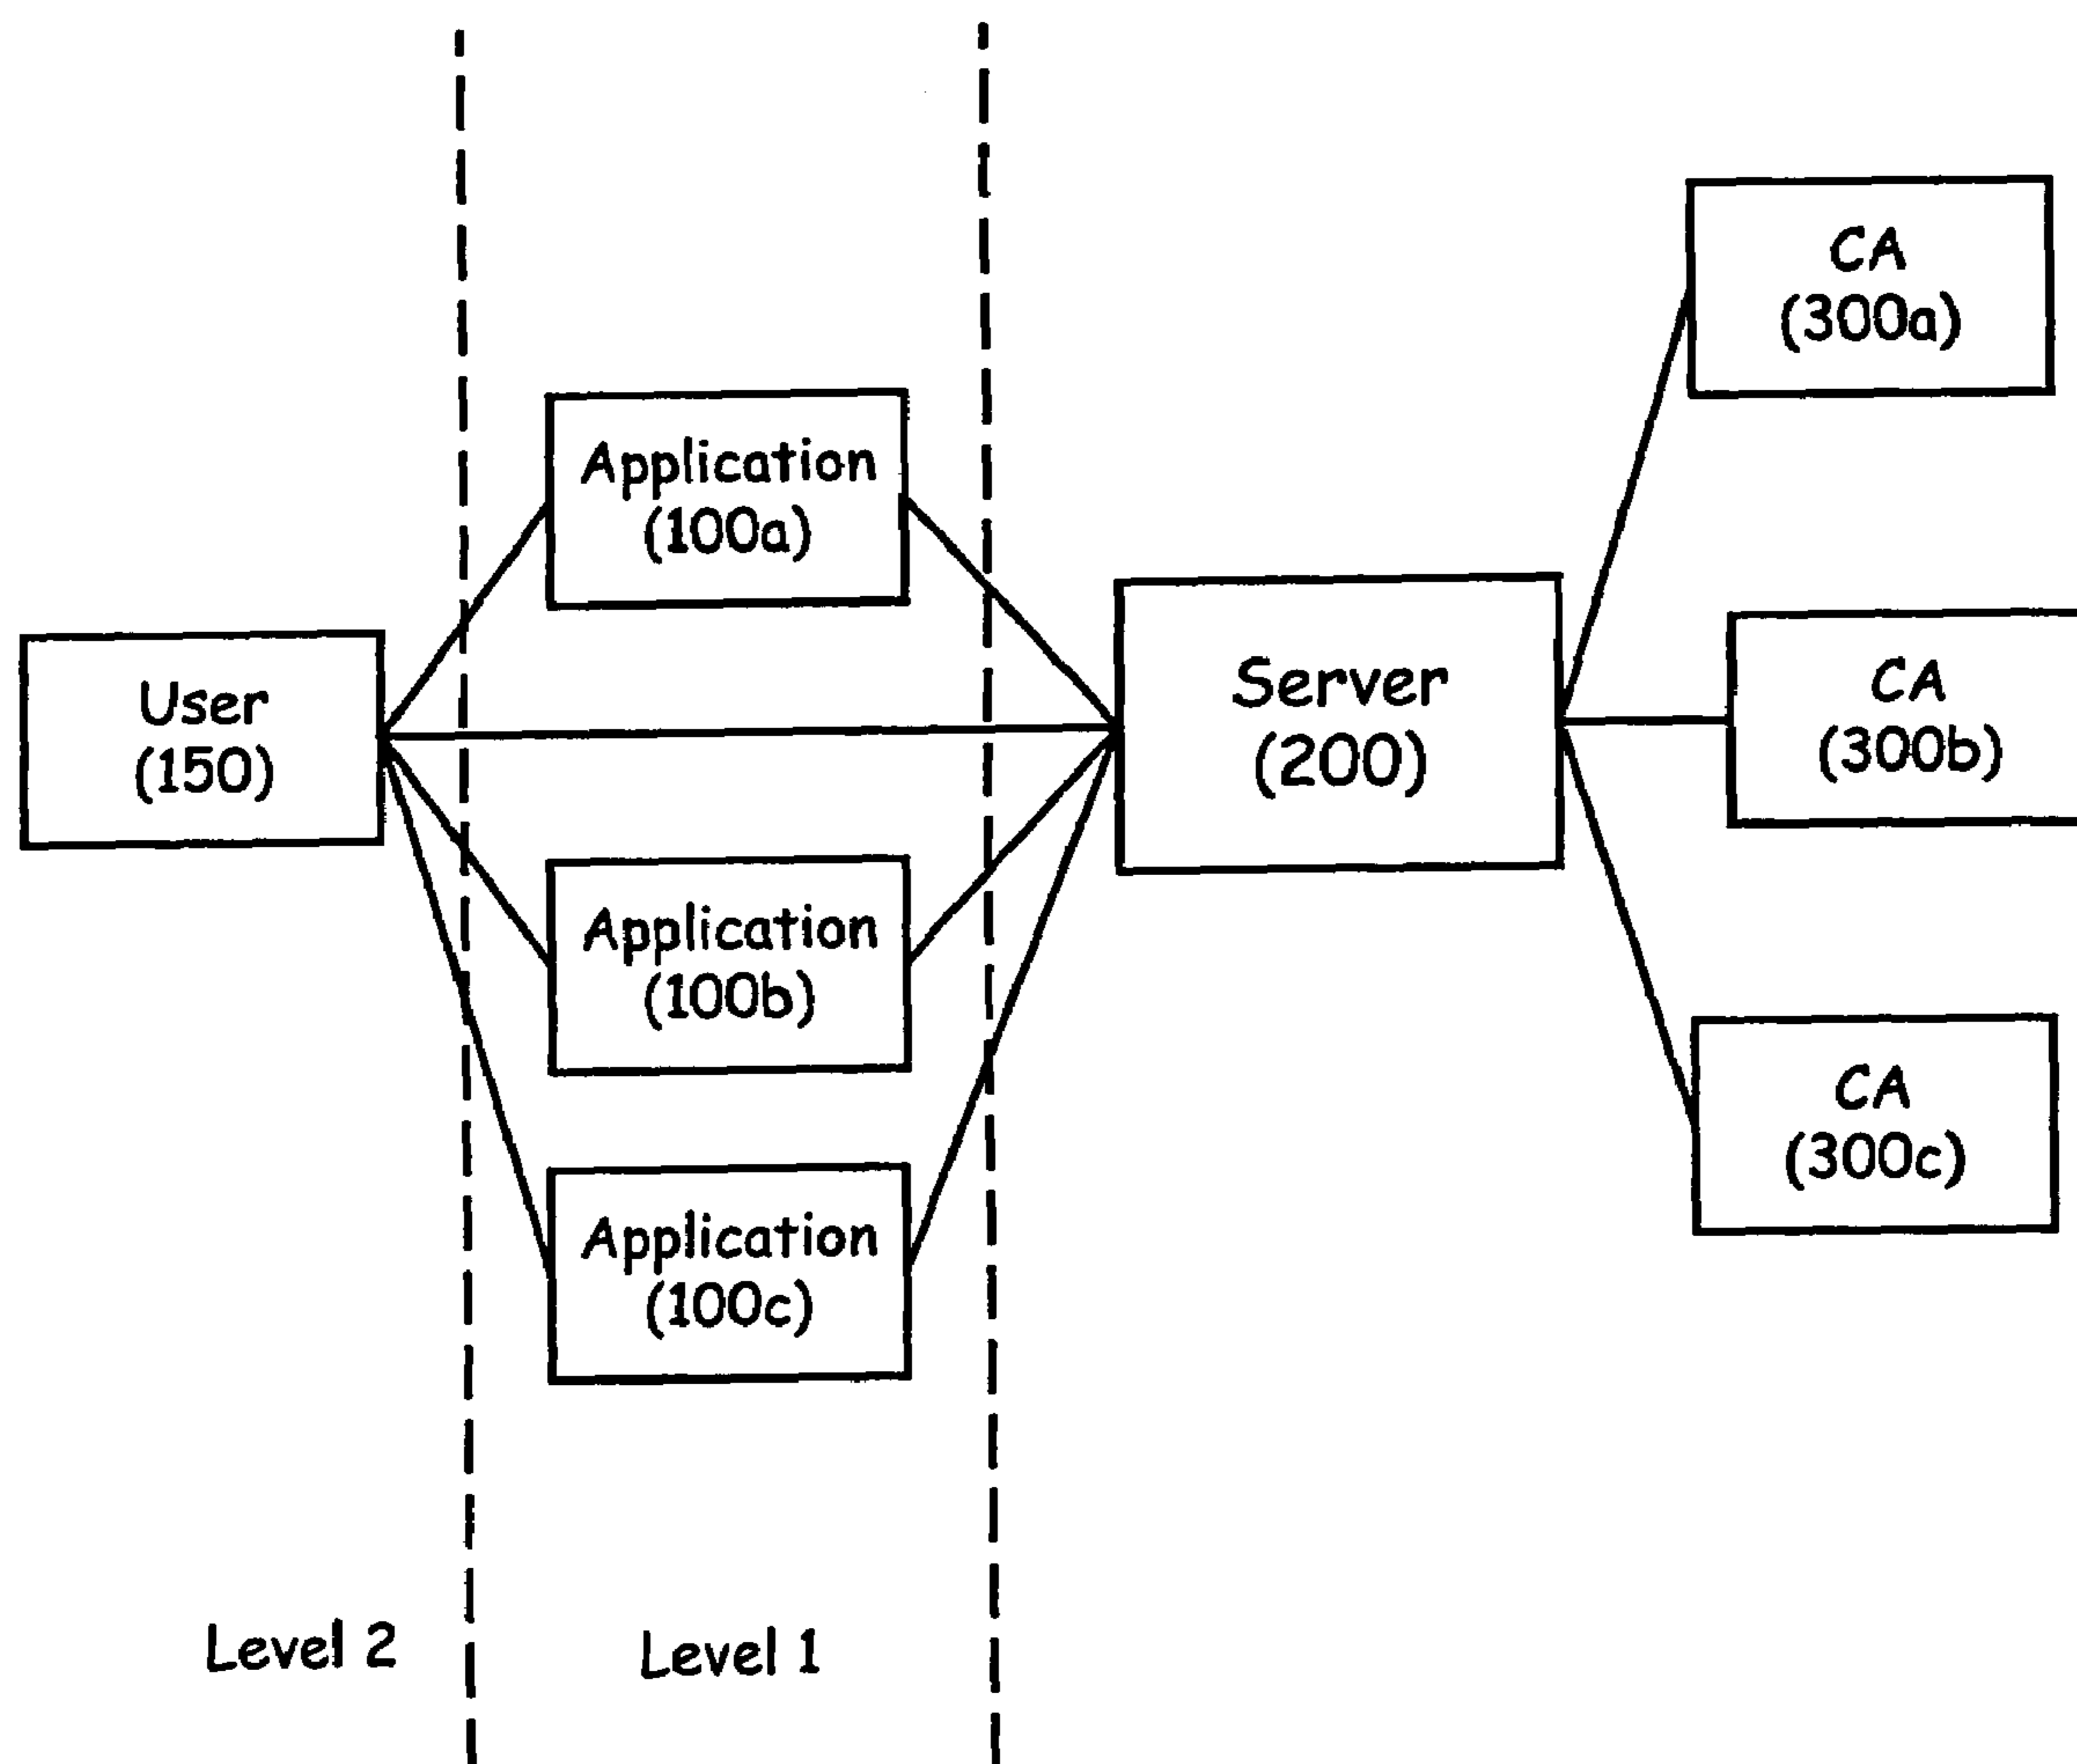 CA
(300a)
Application
(100a)
User
(150)
Server
(200)
CA
(300b)
Application
(100b)
CA
(300c)
Application
(100c)
Level 2
Level 1